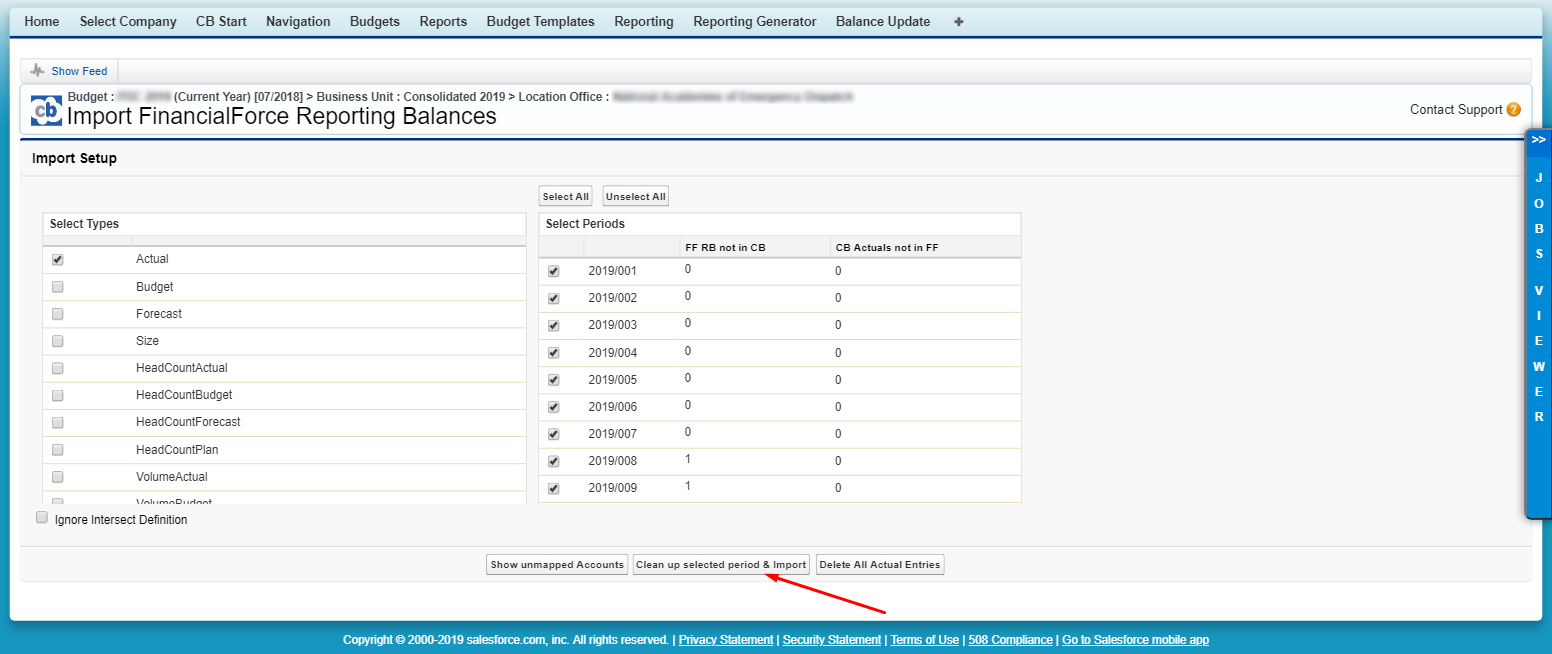 Home Select Company CB Start Navigation Budgets Reports Budget Templates Reporting Reporting Generator Balance Update +
Show Feed
Budget : (Current Year) [07/2018] > Business Unit : Consolidated 2019 > Location Office :
cb Import FinancialForce Reporting Balances
Contact Support ?
>>
JOBS VIEWER
Import Setup
Select All Unselect All
Select Types
Actual
Budget
Forecast
Size
HeadCountActual
HeadCountBudget
HeadCountForecast
HeadCountPlan
VolumeActual
VolumeBudget
Select Periods
FF RB not in CB CB Actuals not in FF
2019/001 0 0
2019/002 0 0
2019/003 0 0
2019/004 0 0
2019/005 0 0
2019/006 0 0
2019/007 0 0
2019/008 1 0
2019/009 1 0
Ignore Intersect Definition
Show unmapped Accounts Clean up selected period & Import Delete All Actual Entries
Copyright © 2000-2019 salesforce.com, inc. All rights reserved. | Privacy Statement | Security Statement | Terms of Use | 508 Compliance | Go to Salesforce mobile app